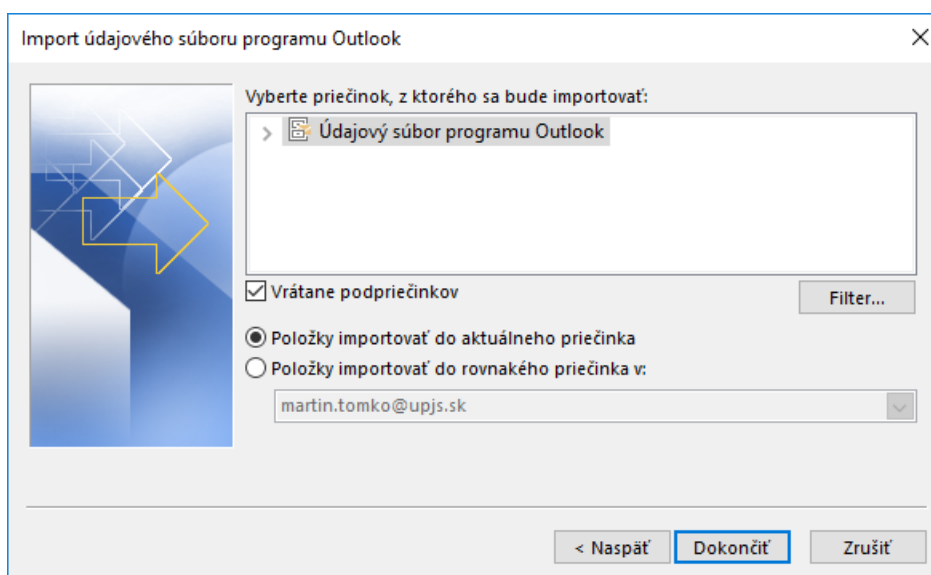 Import údajového súboru programu Outlook
Vyberte priečinok, z ktorého sa bude importovať:
Údajový súbor programu Outlook
Vrátane podpriečinkov
Filter...
Položky importovať do aktuálneho priečinka
Položky importovať do rovnakého priečinka v:
martin.tomko@upjs.sk
< Naspäť
Dokončiť
Zrušiť